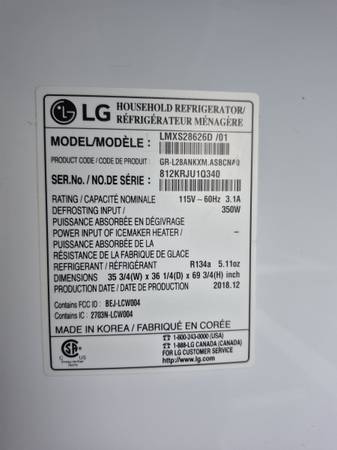 LG HOUSEHOLD REFRIGERATOR/
RÉFRIGÉRATEUR MÉNAGÈRE
MODEL/MODÈLE : LMXS28626D /01
PRODUCT CODE / CODE DE PRODUIT : GR-L28ANKXM.ASBCNA0
SER.No/ / NO.DE SÉRIE : 812KRJU1Q340
RATING / CAPACITÉ NOMINALE 115V~60Hz 3.1A
DEFROSTING INPUT / 350W
PUISSANCE ABSORBÉE EN DÉGIVRAGE
POWER INPUT OF ICEMAKER HEATER / –
PUISSANCE ABSORBÉE DE LA
RÉSISTANCE DE LA FABRIQUE DE GLACE
REFRIGERANT / RÉFRIGÉRANT R134a 5.11oz
DIMENSIONS 35 3/4(W) x 36 1/4(D) x 69 3/4(H) inch
PRODUCTION DATE / DATE DE PRODUCTION 2018.12
Contains FCC ID : BEJ-LCW004
Contains IC : 2703N-LCW004
MADE IN KOREA / FABRIQUÉ EN CORÉE
1-800-243-0000 (USA)
1-888-LG CANADA (CANADA)
FOR LG CUSTOMER SERVICE
http://www.lg.com